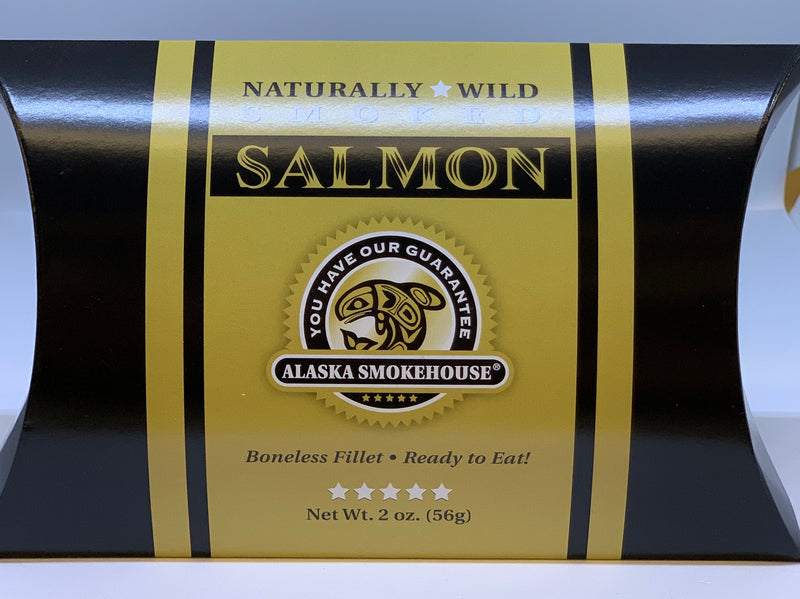 NATURALLY ★ WILD
SMOKED
SALMON
YOU HAVE OUR GUARANTEE
ALASKA SMOKEHOUSE®
★★★★★
Boneless Fillet • Ready to Eat!
★★★★★
Net Wt. 2 oz. (56g)